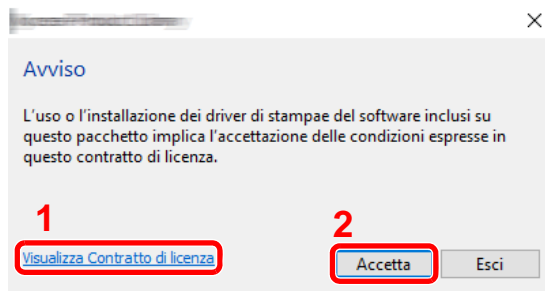 Avviso
L'uso o l'installazione dei driver di stampae del software inclusi su
questo pacchetto implica l'accettazione delle condizioni espresse in
questo contratto di licenza.
1
2
Visualizza Contratto di licenza
Accetta
Esci